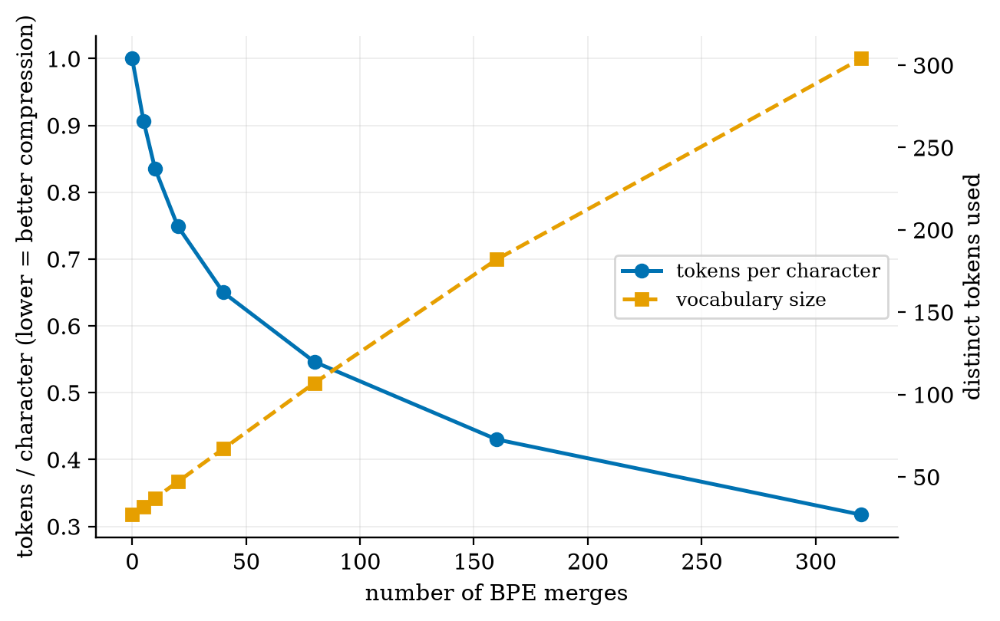 tokens / character (lower = better compression)
1.0
0.9
0.8
0.7
0.6
0.5
0.4
0.3
300
250
200
150
100
50
distinct tokens used
tokens per character
vocabulary size
0 50 100 150 200 250 300
number of BPE merges